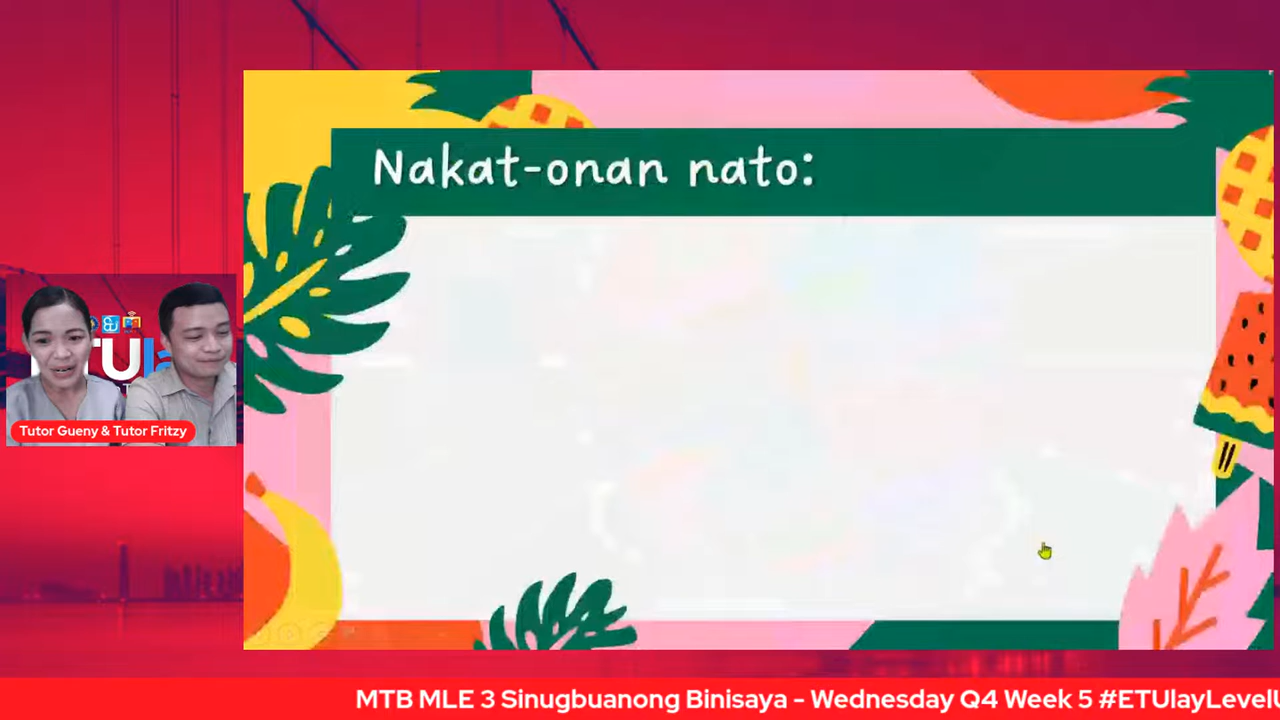 Nakat-onan nato:
Tutor Gueny & Tutor Fritzy
MTB MLE 3 Sinugbuanong Binisaya - Wednesday Q4 Week 5 #ETUlayLevelU